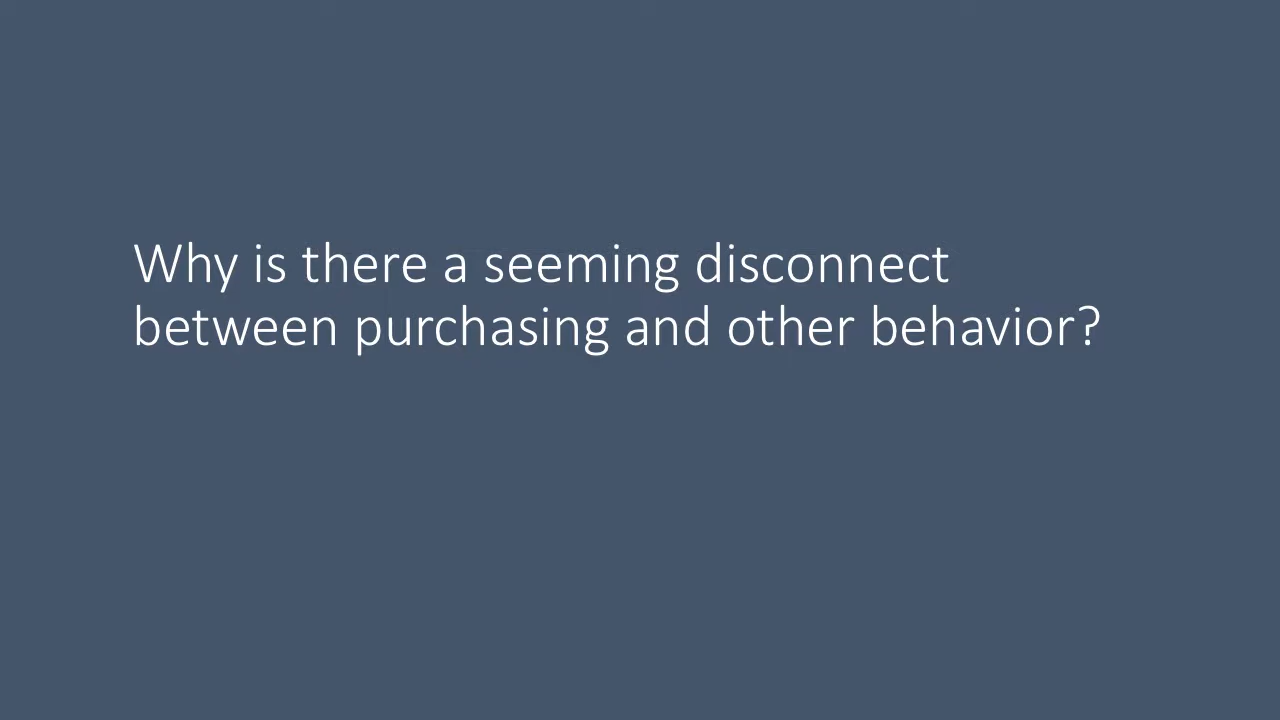 Why is there a seeming disconnect
between purchasing and other behavior?